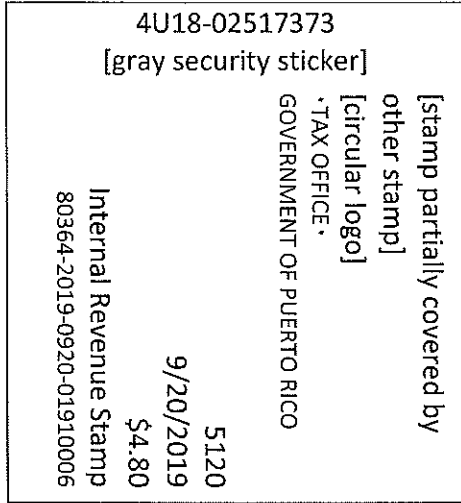 4U18-02517373
[gray security sticker]
[stamp partially covered by
other stamp]
[circular logo]
· TAX OFFICE ·
GOVERNMENT OF PUERTO RICO
5120
9/20/2019
$4.80
Internal Revenue Stamp
80364-2019-0920-01910006